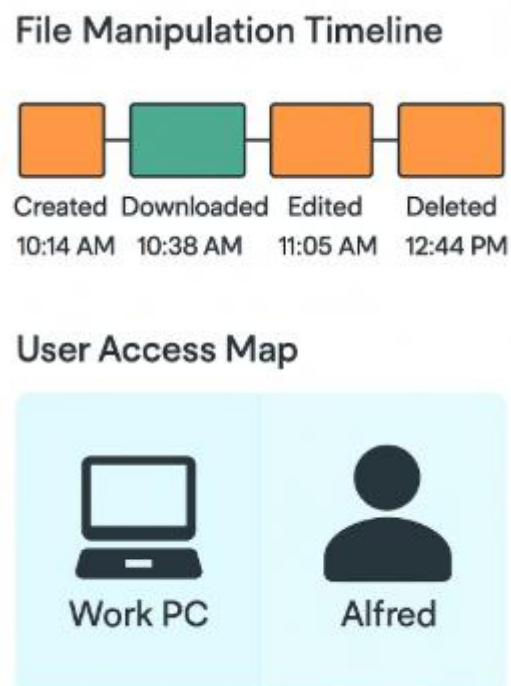 File Manipulation Timeline
Created Downloaded Edited Deleted
10:14 AM 10:38 AM 11:05 AM 12:44 PM
User Access Map
Work PC Alfred